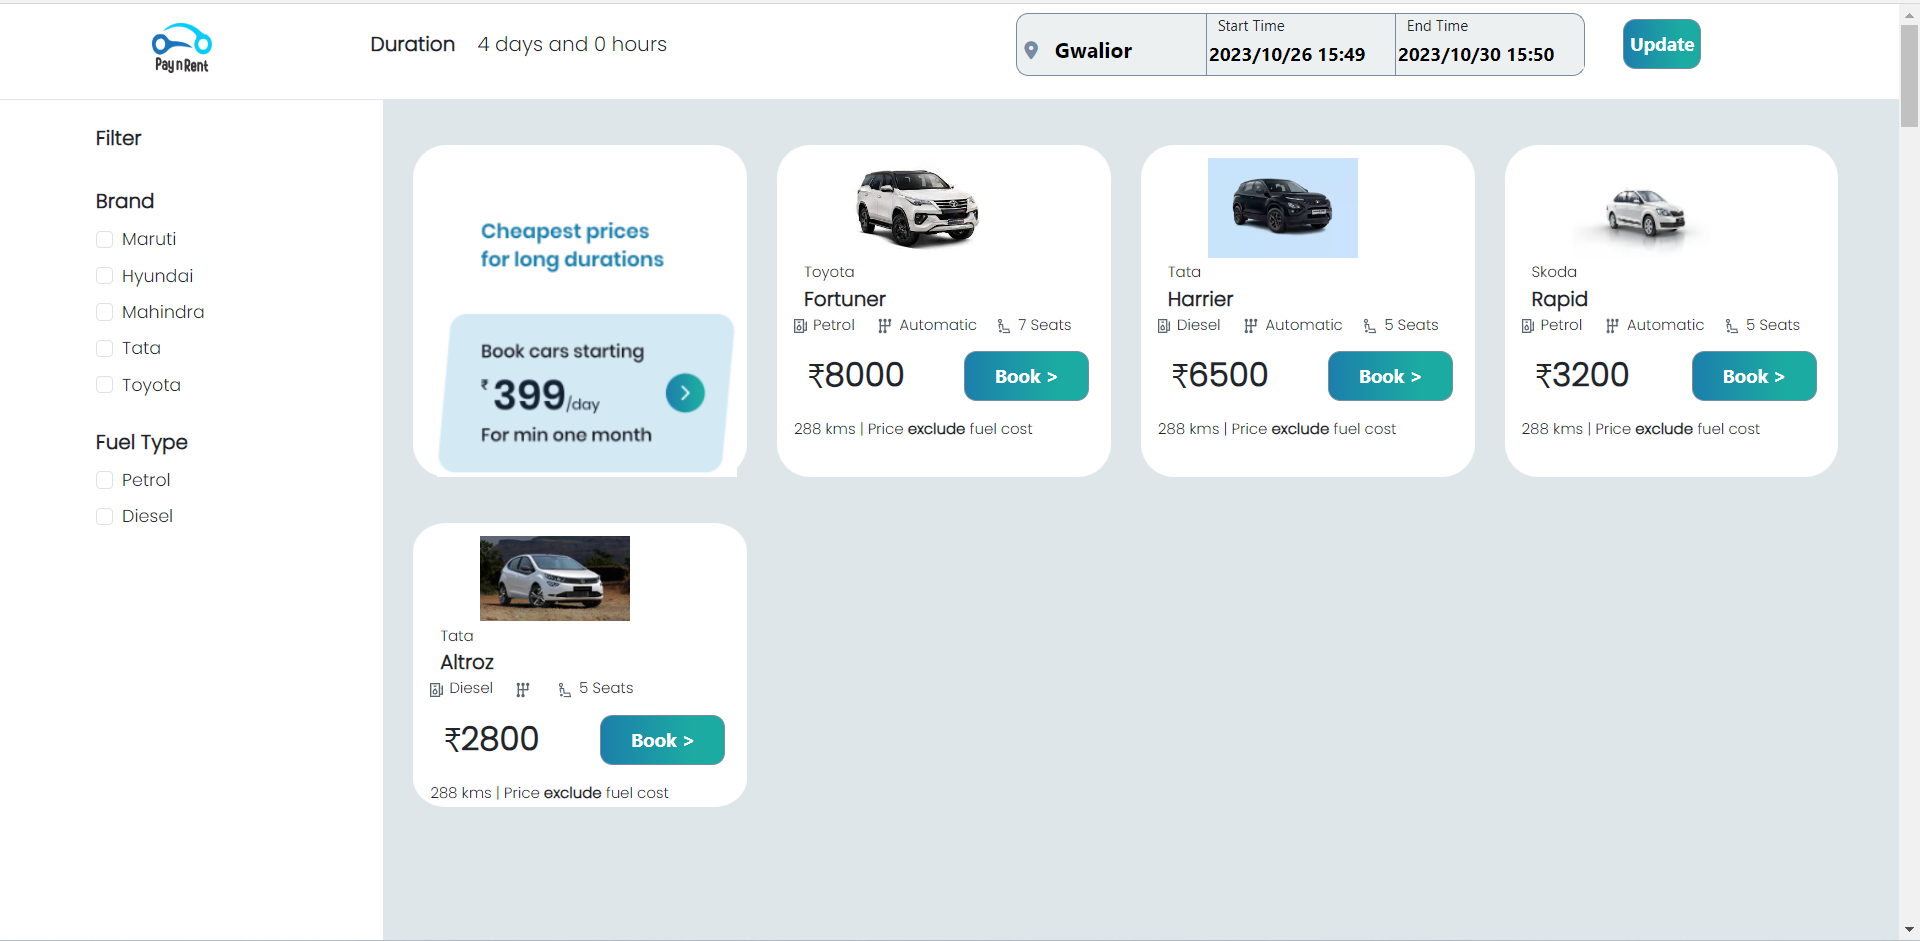 Pay n Rent
Duration 4 days and 0 hours
Gwalior
Start Time
2023/10/26 15:49
End Time
2023/10/30 15:50
Update
Filter
Brand
Maruti
Hyundai
Mahindra
Tata
Toyota
Fuel Type
Petrol
Diesel
Cheapest prices
for long durations
Book cars starting
₹399/day
For min one month
Toyota
Fortuner
Petrol Automatic 7 Seats
₹8000 Book >
288 kms | Price exclude fuel cost
Tata
Harrier
Diesel Automatic 5 Seats
₹6500 Book >
288 kms | Price exclude fuel cost
Skoda
Rapid
Petrol Automatic 5 Seats
₹3200 Book >
288 kms | Price exclude fuel cost
Tata
Altroz
Diesel 5 Seats
₹2800 Book >
288 kms | Price exclude fuel cost